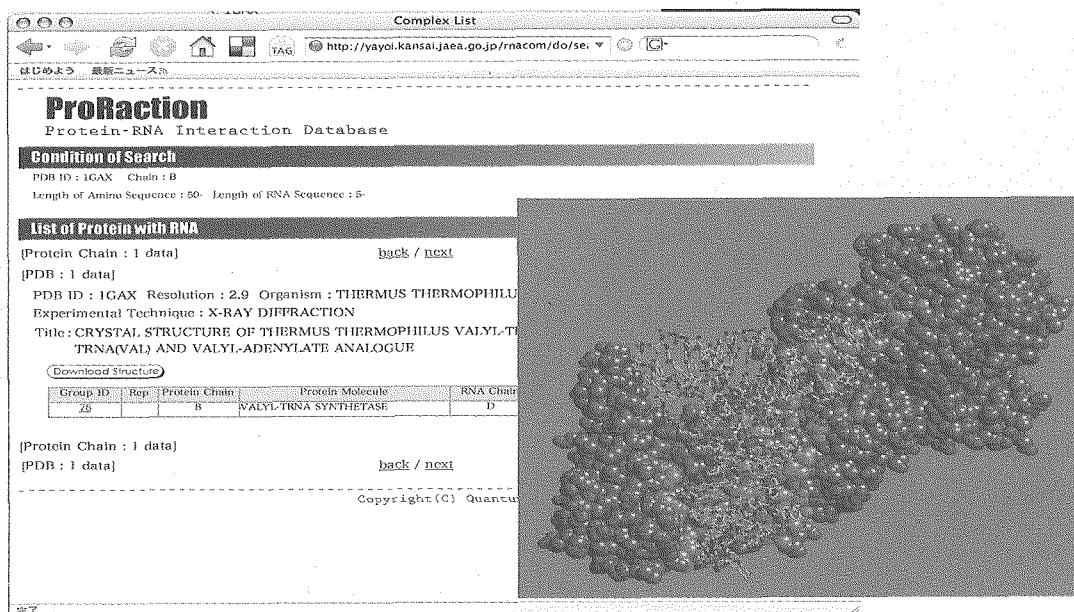 Complex List
TAG http://yayoi.kansai.jaea.go.jp/rnacom/do/se
はじめよう 最新ニュース
ProRaction
Protein-RNA Interaction Database
Condition of Search
PDB ID : 1GAX Chain : B
Length of Amino Sequence : 50- Length of RNA Sequence : 5-
List of Protein with RNA
[Protein Chain : 1 data] back / next
[PDB : 1 data]
PDB ID : 1GAX Resolution : 2.9 Organism : THERMUS THERMOPHILU
Experimental Technique : X-RAY DIFFRACTION
Title : CRYSTAL STRUCTURE OF THERMUS THERMOPHILUS VALYL-T
TRNA(VAL) AND VALYL-ADENYLATE ANALOGUE
Download Structure
Group ID Rep Protein Chain Protein Molecule RNA Chain
B VALYL-TRNA SYNTHETASE D
[Protein Chain : 1 data]
[PDB : 1 data] back / next
Copyright(C) Quantu
完了